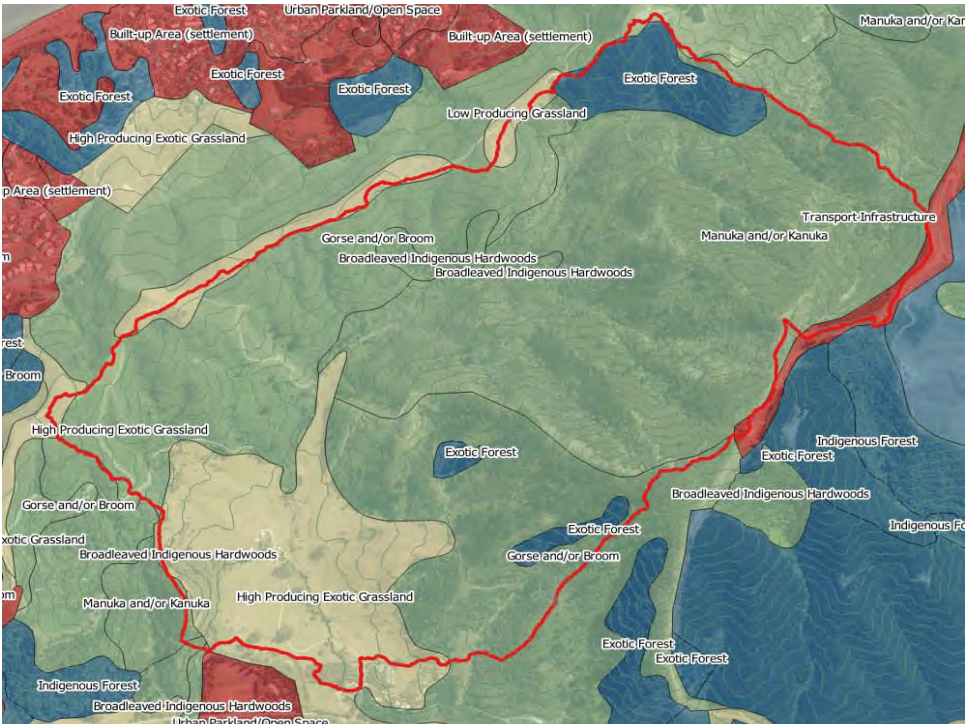 Exotic Forest
Urban Parkland/Open Space
Manuka and/or Kan
Built-up Area (settlement)
Built-up Area (settlement)
Exotic Forest
Exotic Forest
Exotic Forest
Exotic Forest
Low Producing Grassland
High Producing Exotic Grassland
p Area (settlement)
Transport Infrastructure
Gorse and/or Broom
Manuka and/or Kanuka
Broadleaved Indigenous Hardwoods
Broadleaved Indigenous Hardwoods
rest
Broom
High Producing Exotic Grassland
Indigenous Forest
Exotic Forest
Exotic Forest
Broadleaved Indigenous Hardwoods
Gorse and/or Broom
Indigenous Fo
Exotic Forest
xotic Grassland
Broadleaved Indigenous Hardwoods
Gorse and/or Broom
om
High Producing Exotic Grassland
Manuka and/or Kanuka
Exotic Forest
Exotic Forest
Indigenous Forest
Broadleaved Indigenous Hardwoods
Urban Parkland/Open Space